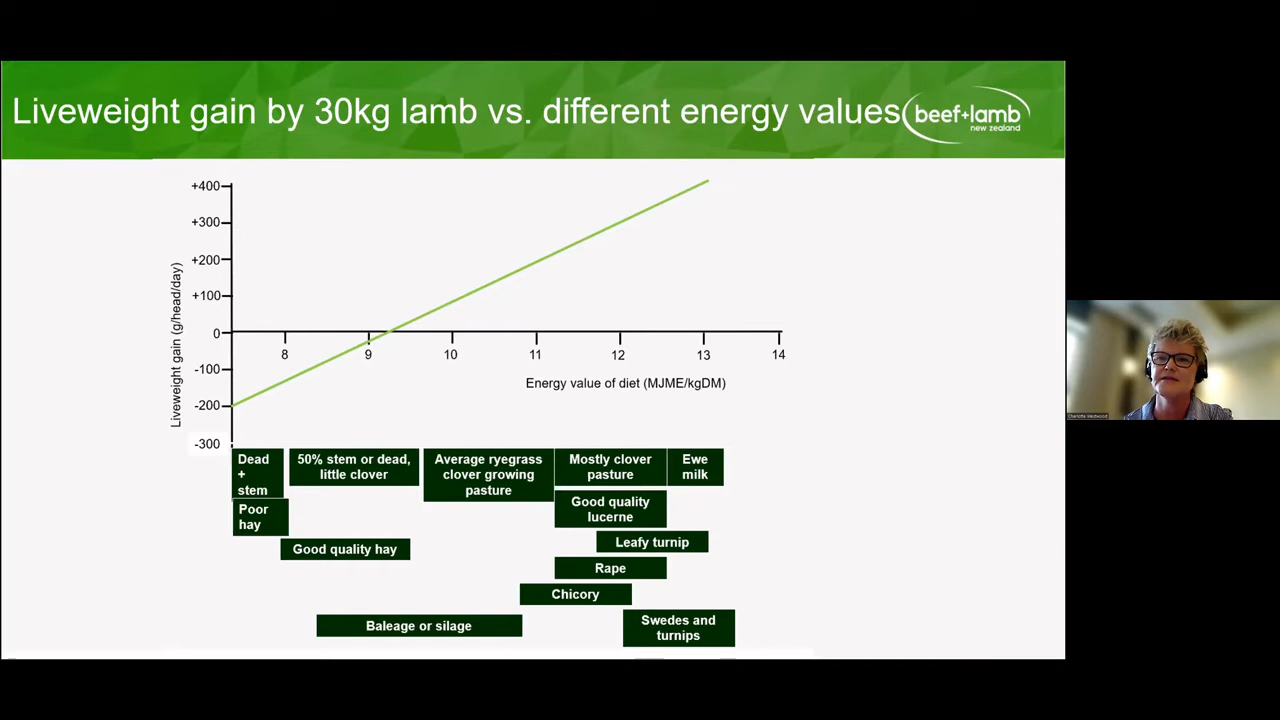 Liveweight gain by 30kg lamb vs. different energy values
beef+lamb
new zealand
+400
+300
+200
+100
0
-100
-200
-300
Liveweight gain (g/head/day)
8 9 10 11 12 13 14
Energy value of diet (MJME/kgDM)
Dead
+
stem
50% stem or dead,
little clover
Average ryegrass
clover growing
pasture
Mostly clover
pasture
Ewe
milk
Poor
hay
Good quality
lucerne
Good quality hay
Leafy turnip
Rape
Chicory
Baleage or silage
Swedes and
turnips
Charlotte Westwood